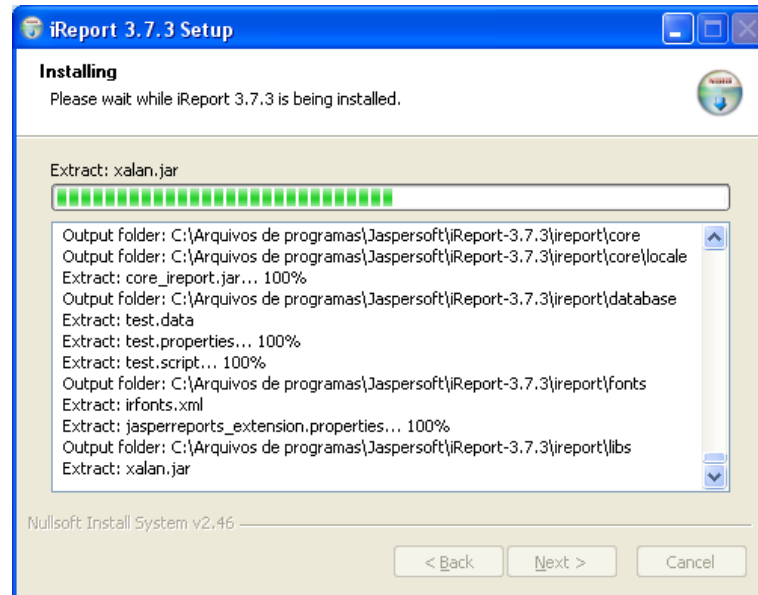 iReport 3.7.3 Setup
Installing
Please wait while iReport 3.7.3 is being installed.
Extract: xalan.jar
Output folder: C:\Arquivos de programas\Jaspersoft\iReport-3.7.3\ireport\core
Output folder: C:\Arquivos de programas\Jaspersoft\iReport-3.7.3\ireport\core\locale
Extract: core_ireport.jar... 100%
Output folder: C:\Arquivos de programas\Jaspersoft\iReport-3.7.3\ireport\database
Extract: test.data
Extract: test.properties... 100%
Extract: test.script... 100%
Output folder: C:\Arquivos de programas\Jaspersoft\iReport-3.7.3\ireport\fonts
Extract: irfonts.xml
Extract: jasperreports_extension.properties... 100%
Output folder: C:\Arquivos de programas\Jaspersoft\iReport-3.7.3\ireport\libs
Extract: xalan.jar
Nullsoft Install System v2.46
< Back Next > Cancel